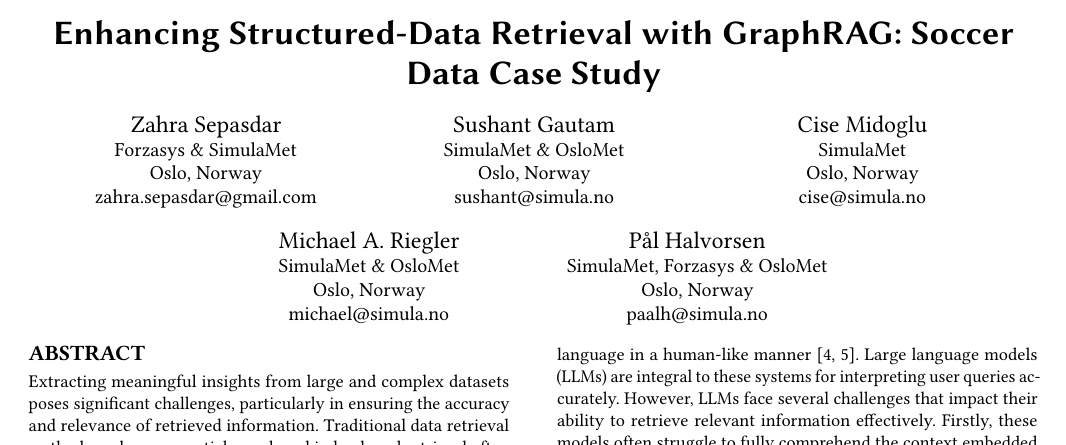 Enhancing Structured-Data Retrieval with GraphRAG: Soccer
Data Case Study
Zahra Sepasdar
Forzasys & SimulaMet
Oslo, Norway
zahra.sepasdar@gmail.com
Sushant Gautam
SimulaMet & OsloMet
Oslo, Norway
sushant@simula.no
Cise Midoglu
SimulaMet
Oslo, Norway
cise@simula.no
Michael A. Riegler
SimulaMet & OsloMet
Oslo, Norway
michael@simula.no
Pål Halvorsen
SimulaMet, Forzasys & OsloMet
Oslo, Norway
paalh@simula.no
ABSTRACT
Extracting meaningful insights from large and complex datasets
poses significant challenges, particularly in ensuring the accuracy
and relevance of retrieved information. Traditional data retrieval
language in a human-like manner [4, 5]. Large language models
(LLMs) are integral to these systems for interpreting user queries ac-
curately. However, LLMs face several challenges that impact their
ability to retrieve relevant information effectively. Firstly, these
models often struggle to fully comprehend the context embedded